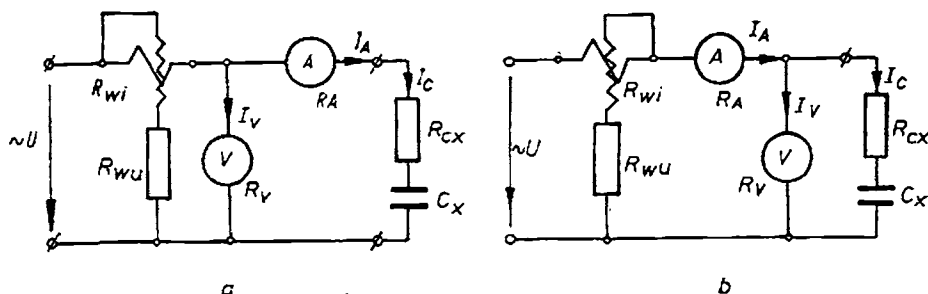 ~U
R_wi
R_wu
I_V
V
R_V
A
R_A
I_A
I_C
R_cx
C_x
a
~U
R_wi
R_wu
A
R_A
I_A
I_V
V
R_V
I_C
R_cx
C_x
b